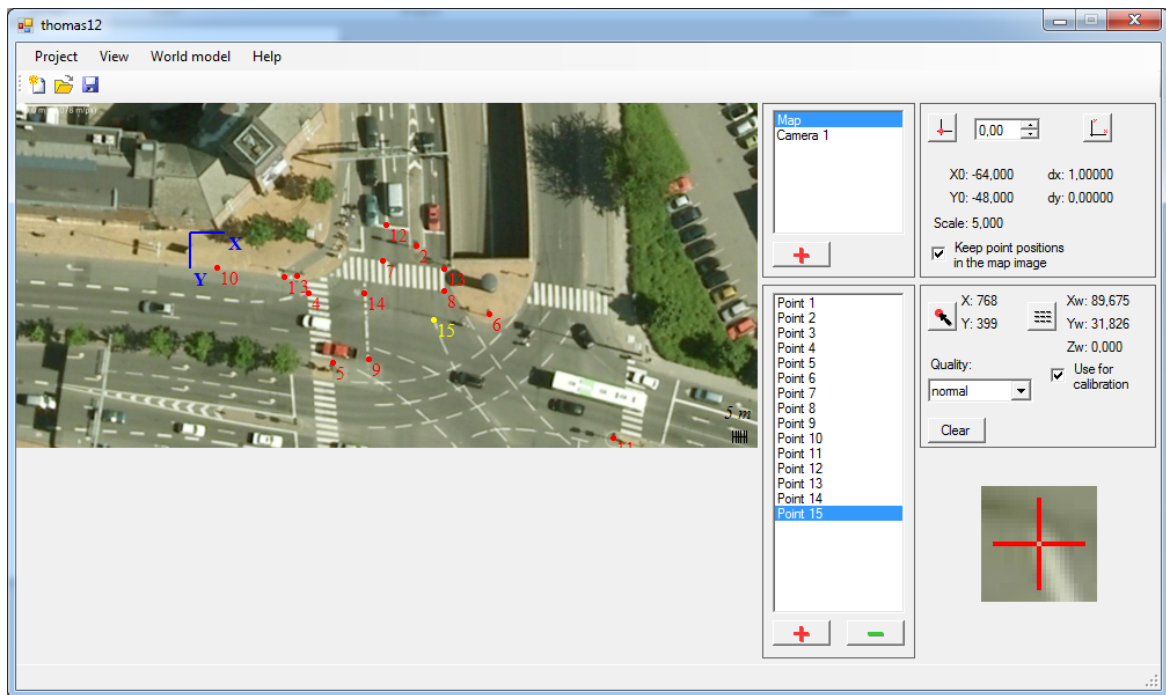 thomas12
Project View World model Help
Map
Camera 1
0,00
X0: -64,000 dx: 1,00000
Y0: -48,000 dy: 0,00000
Scale: 5,000
Keep point positions
in the map image
X
Y
10
1
3
4
12
2
7
13
14
8
15
6
5
9
11
5 m
Point 1
Point 2
Point 3
Point 4
Point 5
Point 6
Point 7
Point 8
Point 9
Point 10
Point 11
Point 12
Point 13
Point 14
Point 15
X: 768 Xw: 89,675
Y: 399 Yw: 31,826
Zw: 0,000
Quality:
Use for
calibration
normal
Clear